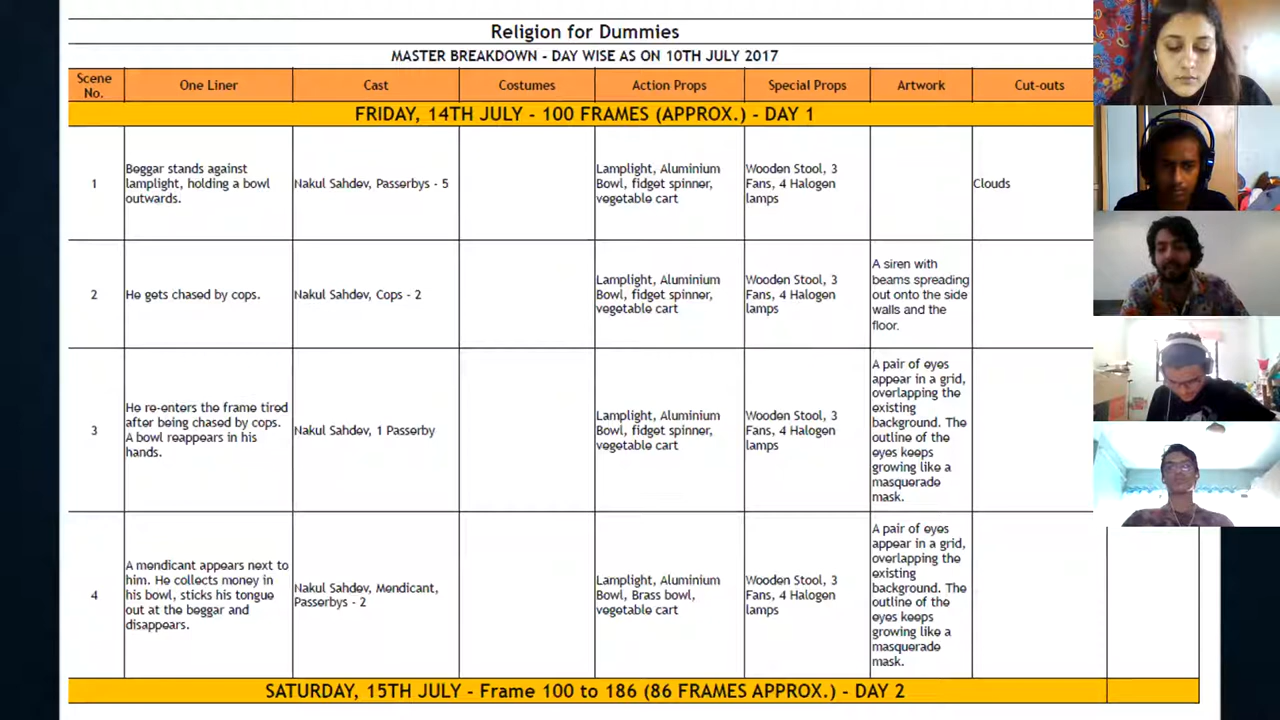 Religion for Dummies
MASTER BREAKDOWN - DAY WISE AS ON 10TH JULY 2017
Scene No.
One Liner
Cast
Costumes
Action Props
Special Props
Artwork
Cut-outs
FRIDAY, 14TH JULY - 100 FRAMES (APPROX.) - DAY 1
1
Beggar stands against
lamplight, holding a bowl
outwards.
Nakul Sahdev, Passerbys - 5
Lamplight, Aluminium
Bowl, fidget spinner,
vegetable cart
Wooden Stool, 3
Fans, 4 Halogen
lamps
Clouds
2
He gets chased by cops.
Nakul Sahdev, Cops - 2
Lamplight, Aluminium
Bowl, fidget spinner,
vegetable cart
Wooden Stool, 3
Fans, 4 Halogen
lamps
A siren with
beams spreading
out onto the side
walls and the
floor.
3
He re-enters the frame tired
after being chased by cops.
A bowl reappears in his
hands.
Nakul Sahdev, 1 Passerby
Lamplight, Aluminium
Bowl, fidget spinner,
vegetable cart
Wooden Stool, 3
Fans, 4 Halogen
lamps
A pair of eyes
appear in a grid,
overlapping the
existing
background. The
outline of the
eyes keeps
growing like a
masquerade
mask.
4
A mendicant appears next to
him. He collects money in
his bowl, sticks his tongue
out at the beggar and
disappears.
Nakul Sahdev, Mendicant,
Passerbys - 2
Lamplight, Aluminium
Bowl, Brass bowl,
vegetable cart
Wooden Stool, 3
Fans, 4 Halogen
lamps
A pair of eyes
appear in a grid,
overlapping the
existing
background. The
outline of the
eyes keeps
growing like a
masquerade
mask.
SATURDAY, 15TH JULY - Frame 100 to 186 (86 FRAMES APPROX.) - DAY 2